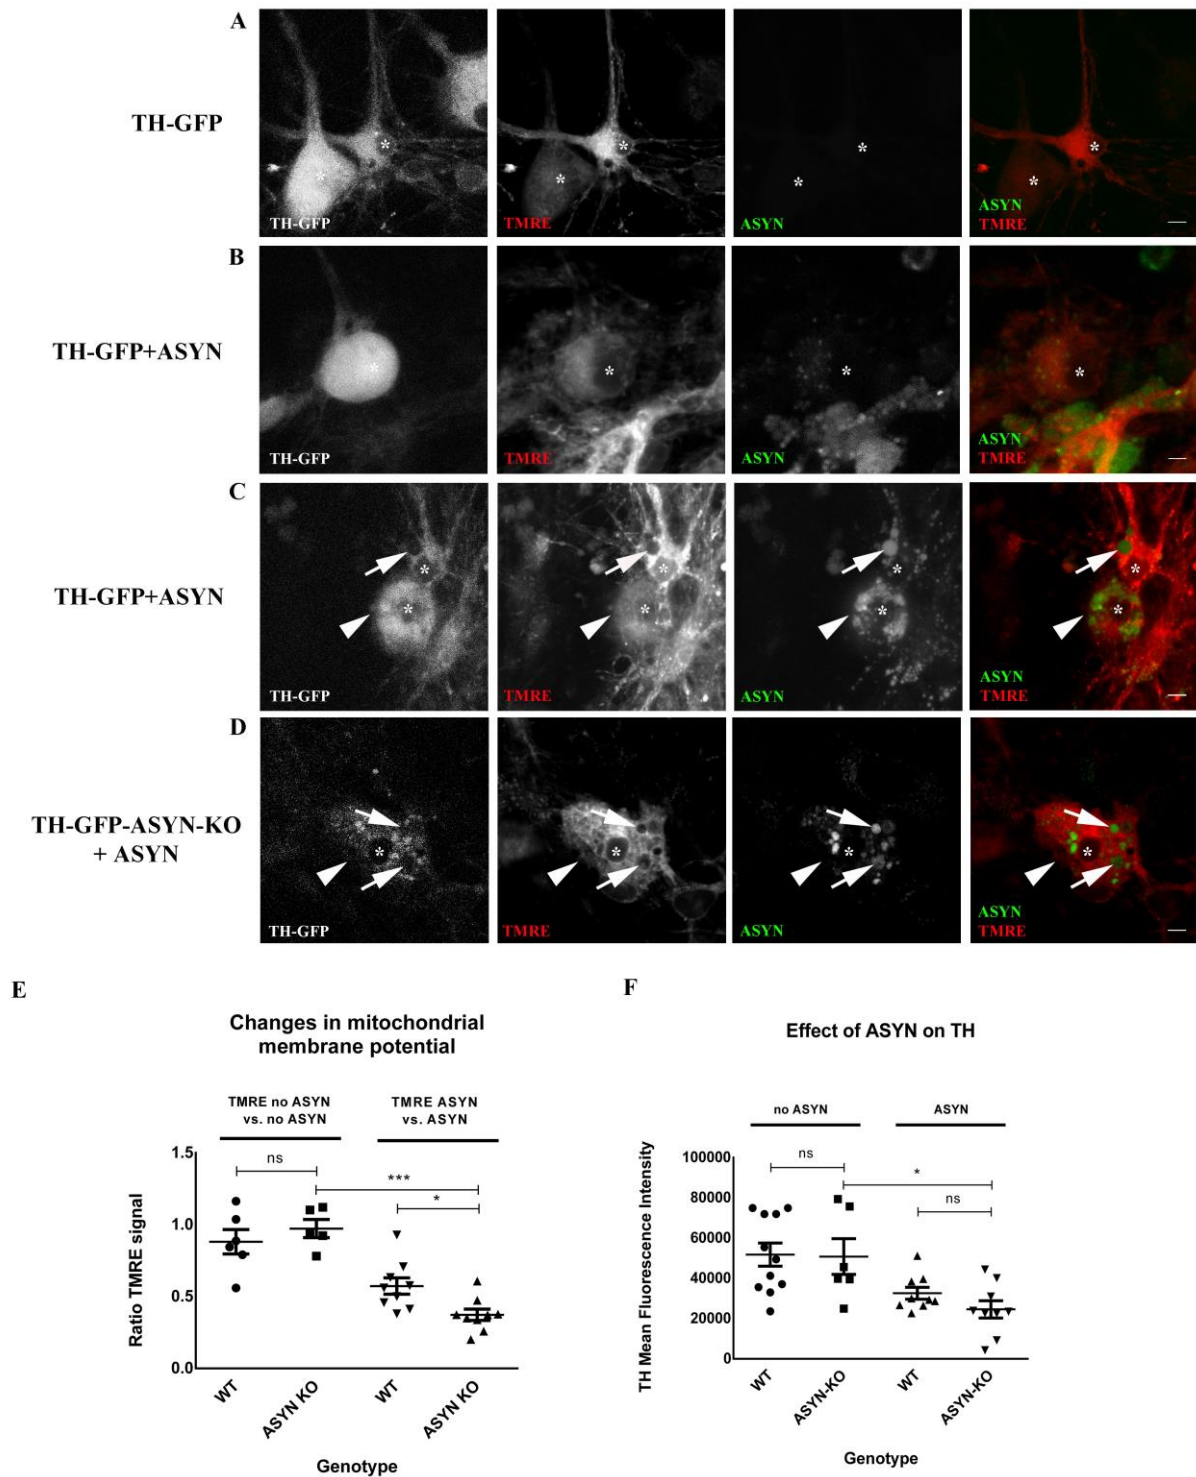 A
TH-GFP
TH-GFP
TMRE
ASYN
ASYN
TMRE
B
TH-GFP+ASYN
TH-GFP
TMRE
ASYN
ASYN
TMRE
C
TH-GFP+ASYN
TH-GFP
TMRE
ASYN
ASYN
TMRE
D
TH-GFP-ASYN-KO
+ ASYN
TH-GFP
TMRE
ASYN
ASYN
TMRE
E
Changes in mitochondrial
membrane potential
TMRE no ASYN
vs. no ASYN
TMRE ASYN
vs. ASYN
ns
***
*
Ratio TMRE signal
1.5
1.0
0.5
0.0
WT
ASYN KO
WT
ASYN KO
Genotype
F
Effect of ASYN on TH
no ASYN
ASYN
ns
*
ns
TH Mean Fluorescence Intensity
100000
80000
60000
40000
20000
0
WT
ASYN-KO
WT
ASYN-KO
Genotype